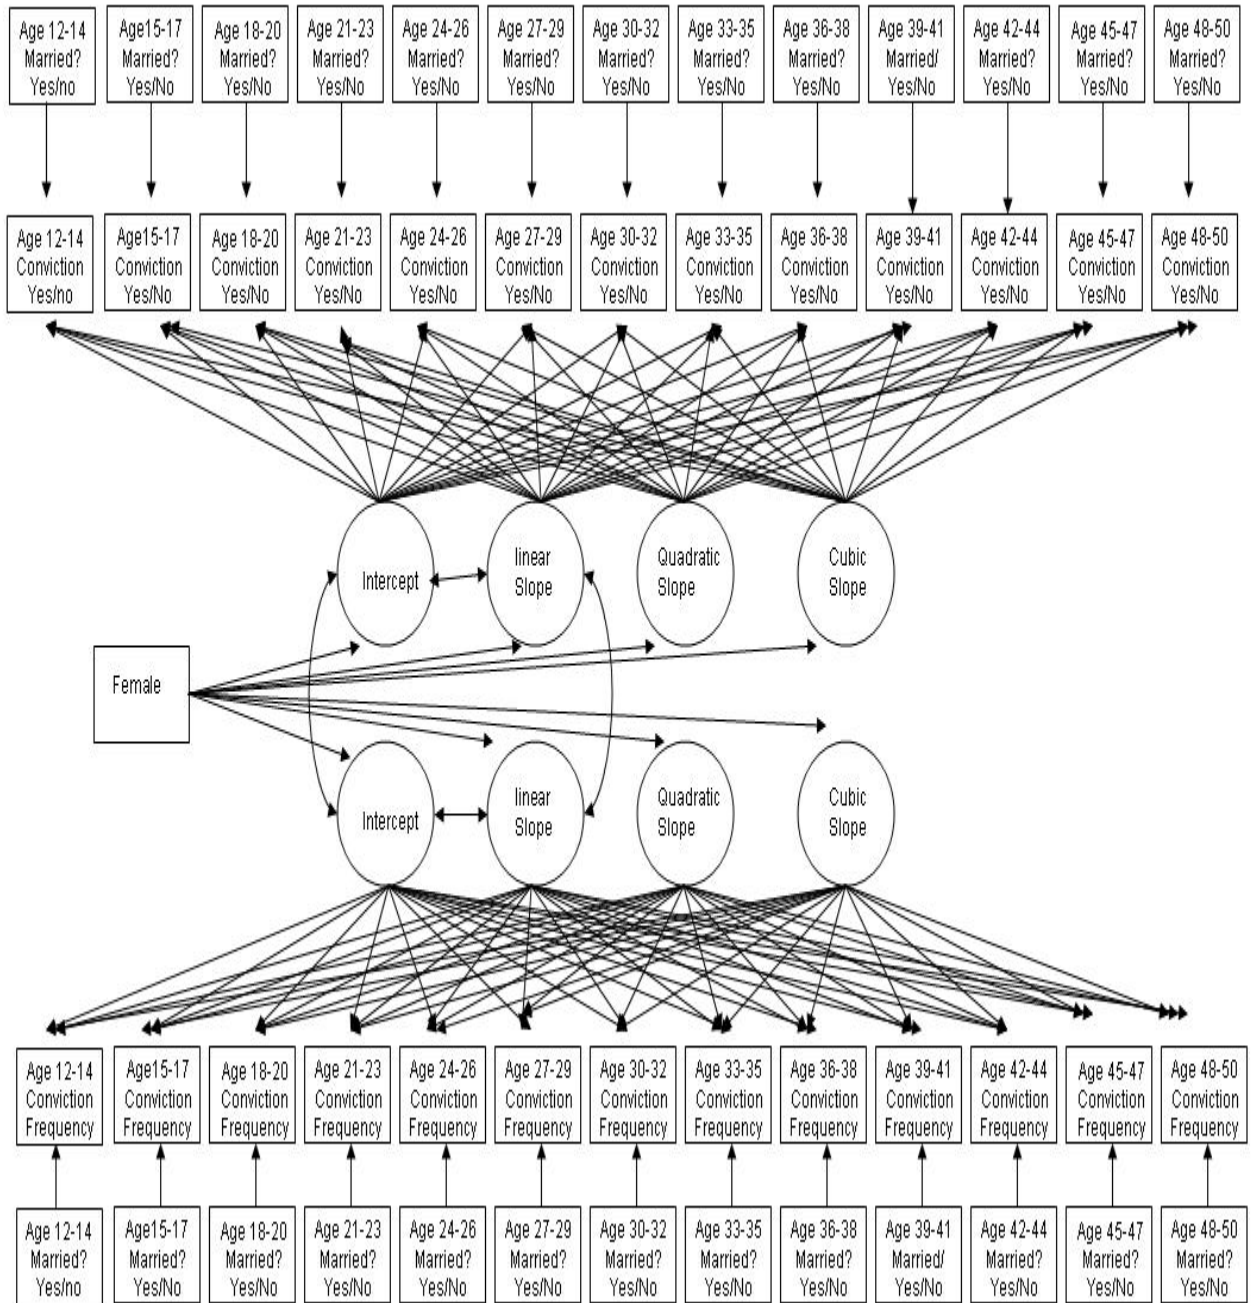 Age 12-14
Married?
Yes/no
Age15-17
Married?
Yes/No
Age 18-20
Married?
Yes/No
Age 21-23
Married?
Yes/No
Age 24-26
Married?
Yes/No
Age 27-29
Married?
Yes/No
Age 30-32
Married?
Yes/No
Age 33-35
Married?
Yes/No
Age 36-38
Married?
Yes/No
Age 39-41
Married/
Yes/No
Age 42-44
Married?
Yes/No
Age 45-47
Married?
Yes/No
Age 48-50
Married?
Yes/No
Age 12-14
Conviction
Yes/no
Age15-17
Conviction
Yes/No
Age 18-20
Conviction
Yes/No
Age 21-23
Conviction
Yes/No
Age 24-26
Conviction
Yes/No
Age 27-29
Conviction
Yes/No
Age 30-32
Conviction
Yes/No
Age 33-35
Conviction
Yes/No
Age 36-38
Conviction
Yes/No
Age 39-41
Conviction
Yes/No
Age 42-44
Conviction
Yes/No
Age 45-47
Conviction
Yes/No
Age 48-50
Conviction
Yes/No
Intercept
linear
Slope
Quadratic
Slope
Cubic
Slope
Female
Intercept
linear
Slope
Quadratic
Slope
Cubic
Slope
Age 12-14
Conviction
Frequency
Age15-17
Conviction
Frequency
Age 18-20
Conviction
Frequency
Age 21-23
Conviction
Frequency
Age 24-26
Conviction
Frequency
Age 27-29
Conviction
Frequency
Age 30-32
Conviction
Frequency
Age 33-35
Conviction
Frequency
Age 36-38
Conviction
Frequency
Age 39-41
Conviction
Frequency
Age 42-44
Conviction
Frequency
Age 45-47
Conviction
Frequency
Age 48-50
Conviction
Frequency
Age 12-14
Married?
Yes/no
Age15-17
Married?
Yes/No
Age 18-20
Married?
Yes/No
Age 21-23
Married?
Yes/No
Age 24-26
Married?
Yes/No
Age 27-29
Married?
Yes/No
Age 30-32
Married?
Yes/No
Age 33-35
Married?
Yes/No
Age 36-38
Married?
Yes/No
Age 39-41
Married/
Yes/No
Age 42-44
Married?
Yes/No
Age 45-47
Married?
Yes/No
Age 48-50
Married?
Yes/No